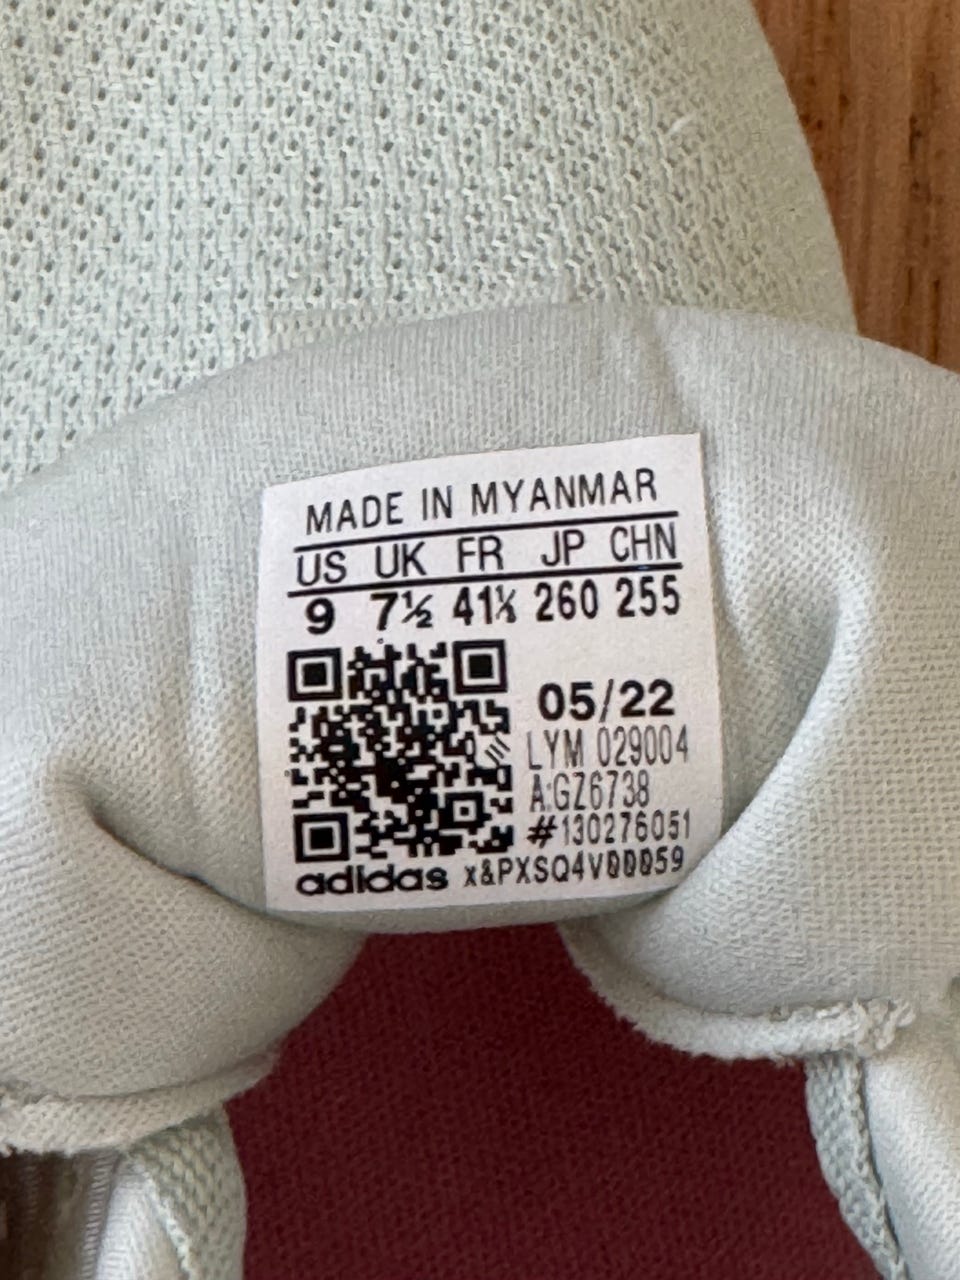 MADE IN MYANMAR
US UK FR JP CHN
9 7½ 41⅓ 260 255
05/22
LYM 029004
A:GZ6738
#130276051
adidas x&PXSQ4V00059